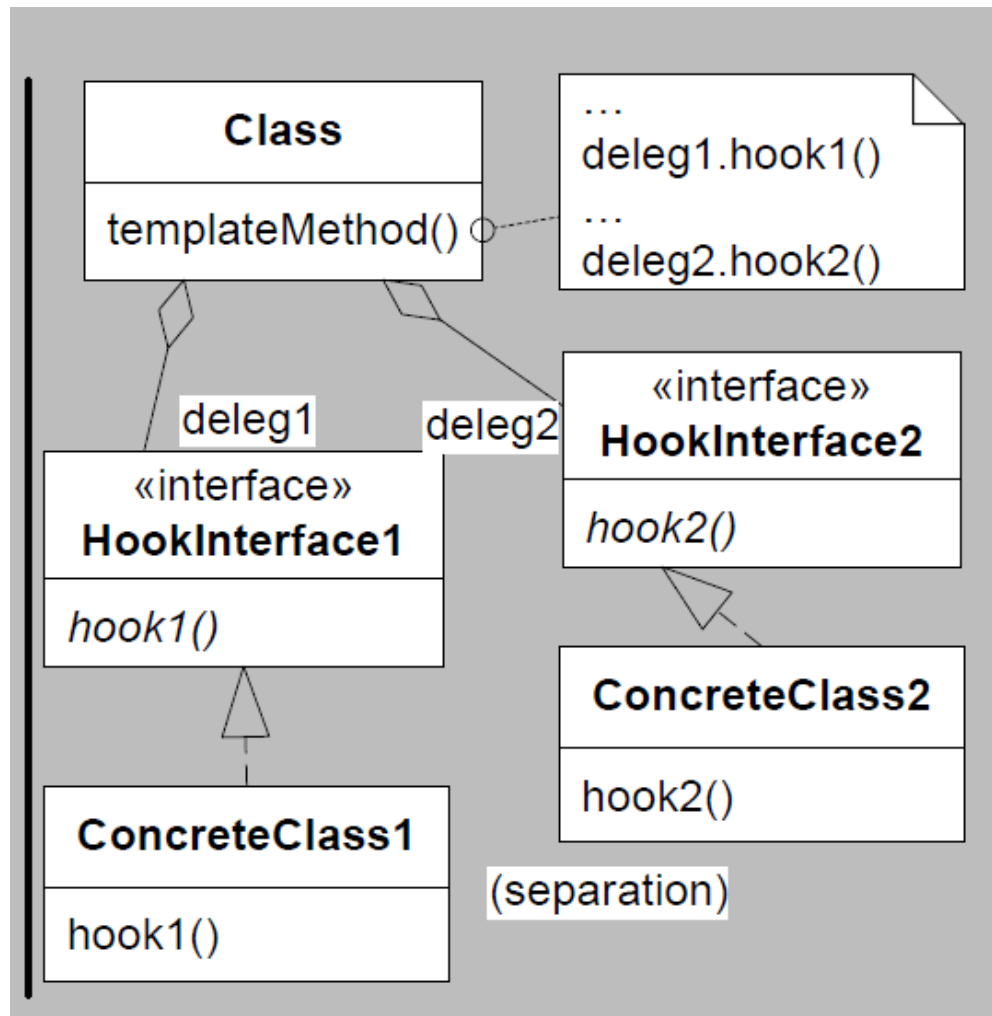 Class
templateMethod()
...
deleg1.hook1()
...
deleg2.hook2()
deleg1
deleg2
«interface»
HookInterface1
hook1()
«interface»
HookInterface2
hook2()
ConcreteClass1
hook1()
ConcreteClass2
hook2()
(separation)